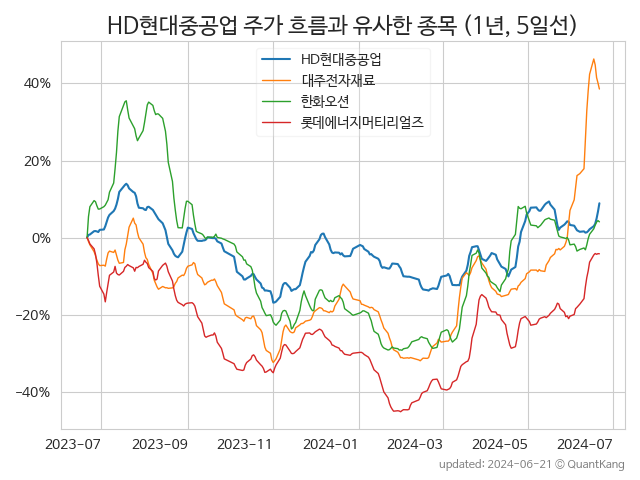 HD현대중공업 주가 흐름과 유사한 종목 (1년, 5일선)
HD현대중공업
대주전자재료
한화오션
롯데에너지머티리얼즈
40%
20%
0%
−20%
−40%
2023-07 2023-09 2023-11 2024-01 2024-03 2024-05 2024-07
updated: 2024-06-21 © QuantKang